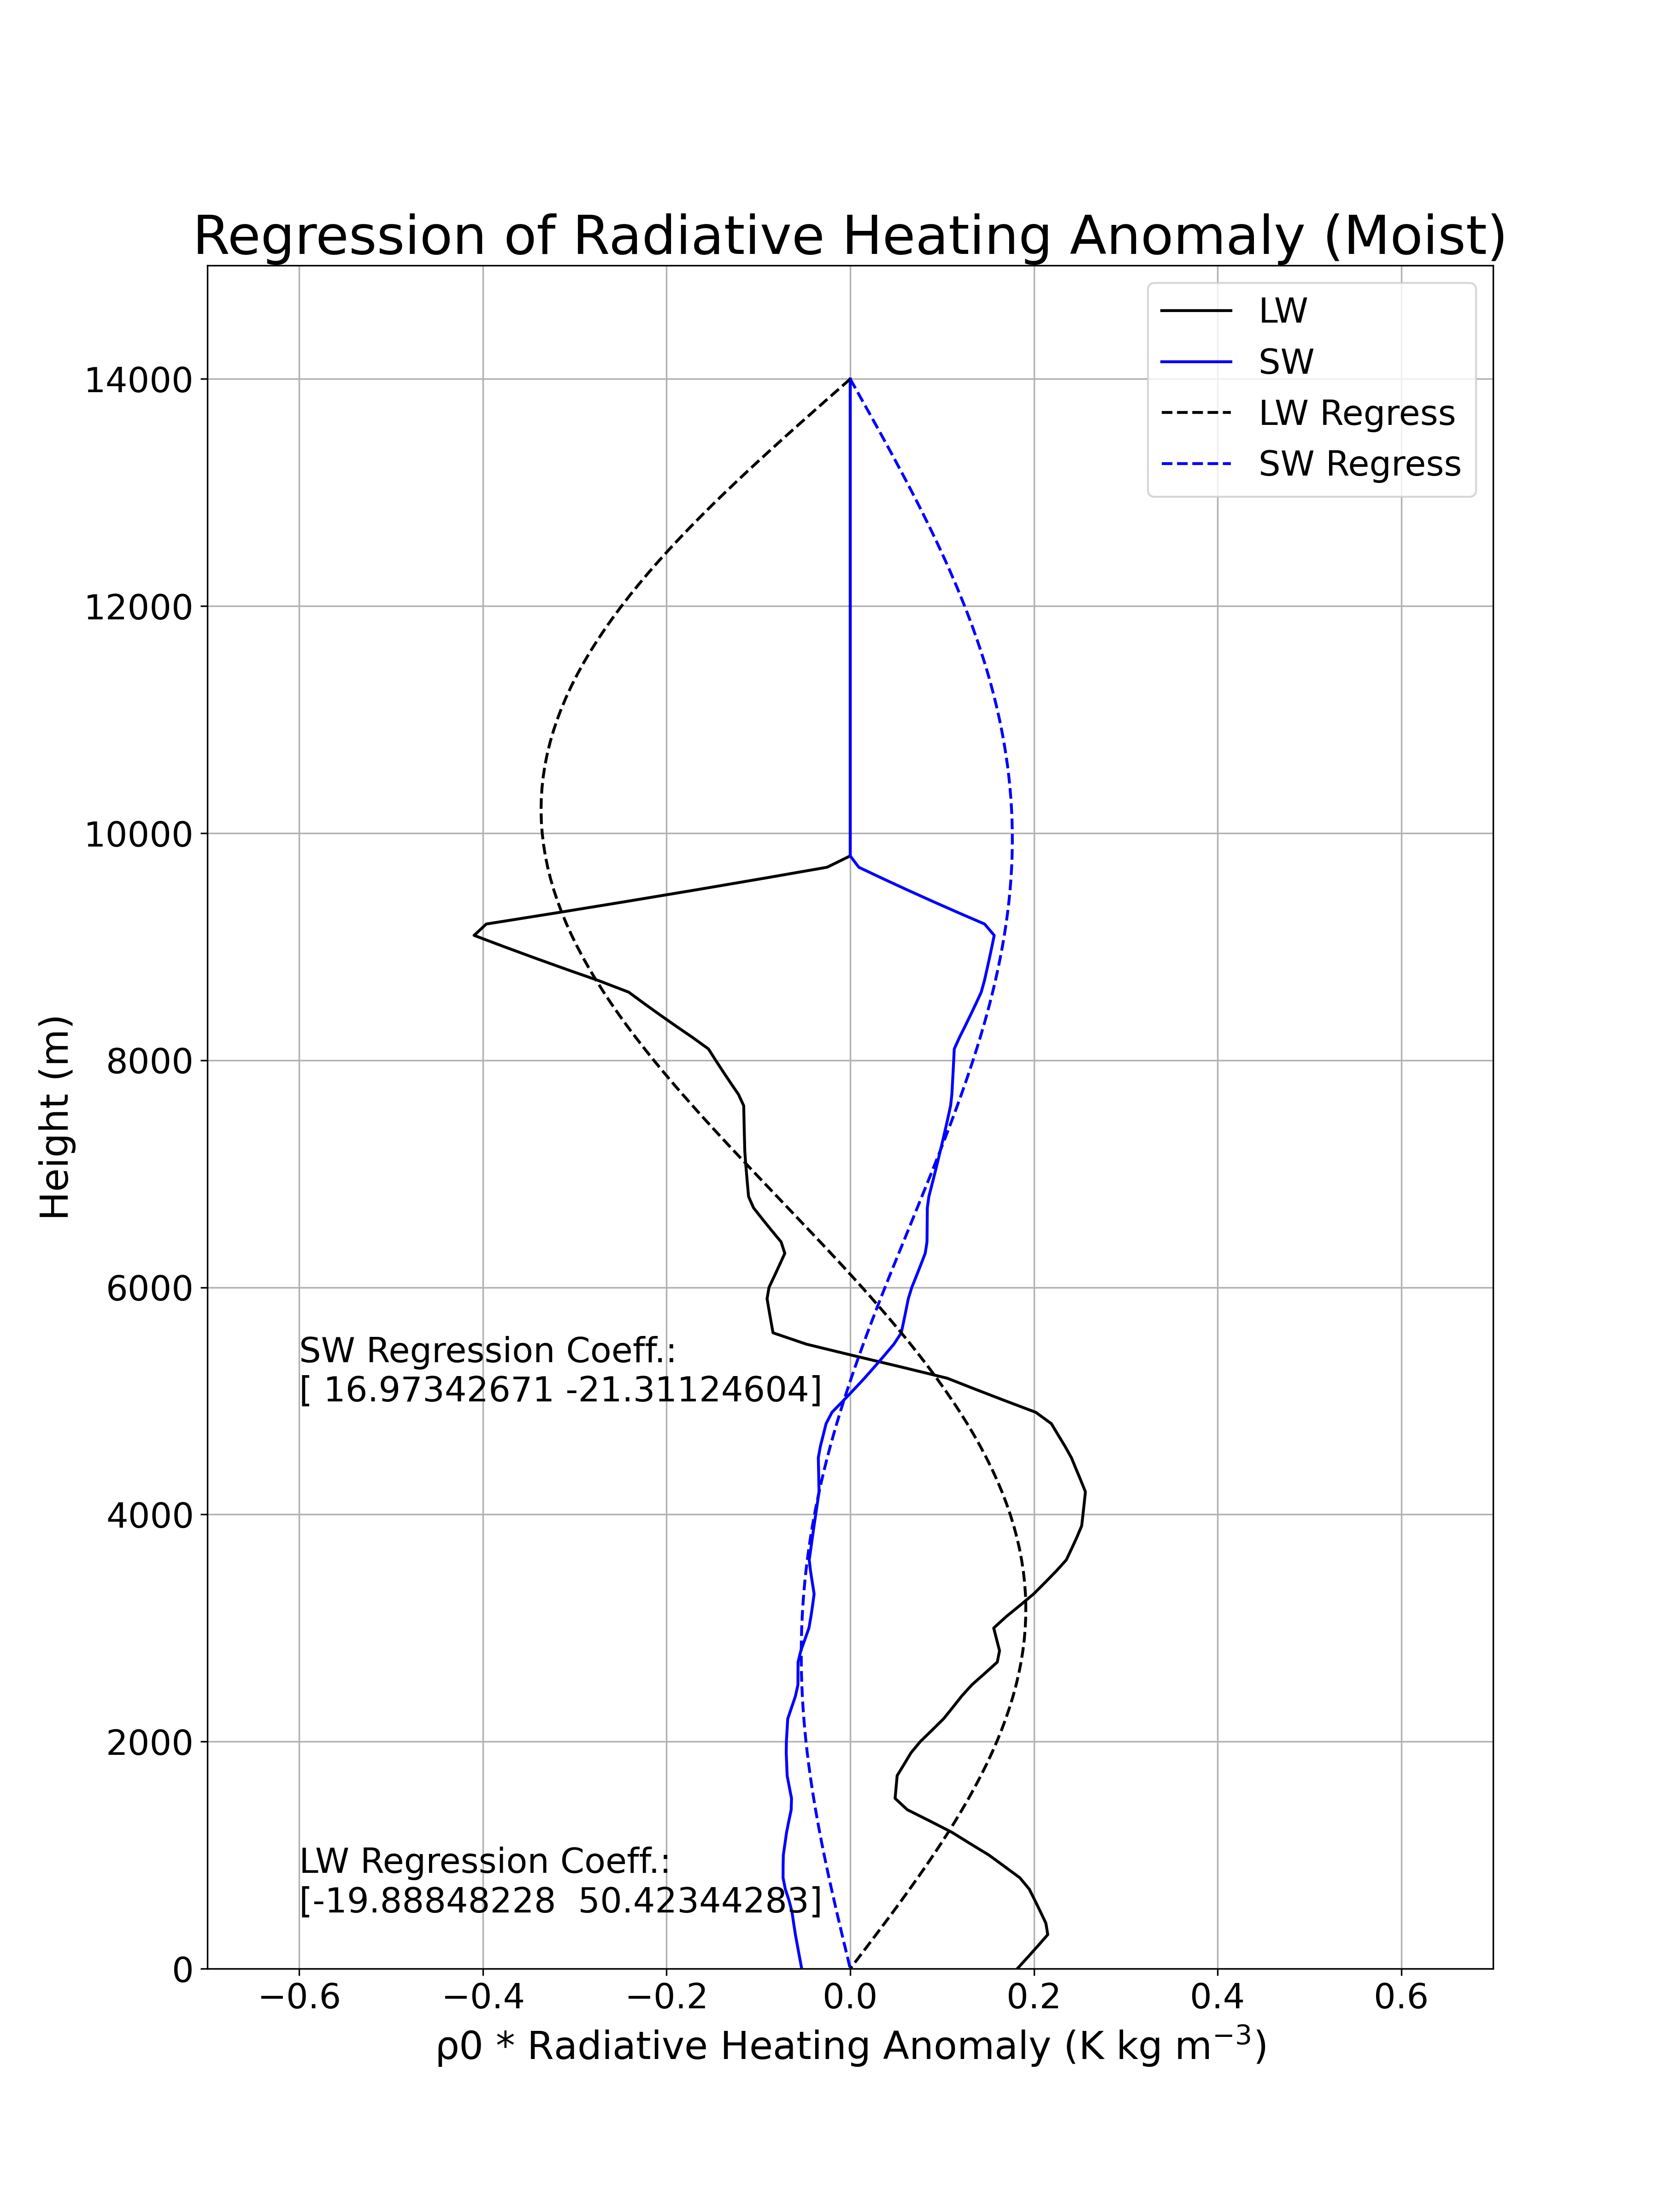 Regression of Radiative Heating Anomaly (Moist)
LW
SW
LW Regress
SW Regress
14000
12000
10000
8000
6000
4000
2000
0
Height (m)
SW Regression Coeff.:
[ 16.97342671 -21.31124604]
LW Regression Coeff.:
[-19.88848228  50.42344283]
−0.6 −0.4 −0.2 0.0 0.2 0.4 0.6
ρ0 * Radiative Heating Anomaly (K kg m⁻³)